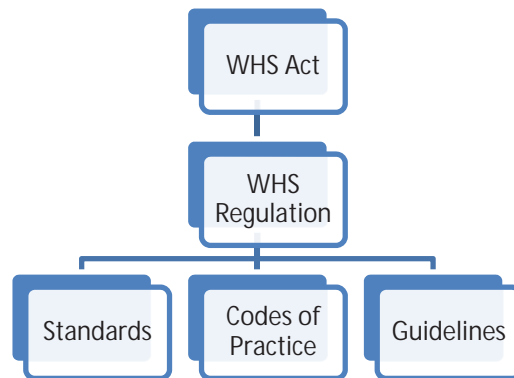 WHS Act
WHS
Regulation
Standards
Codes of
Practice
Guidelines